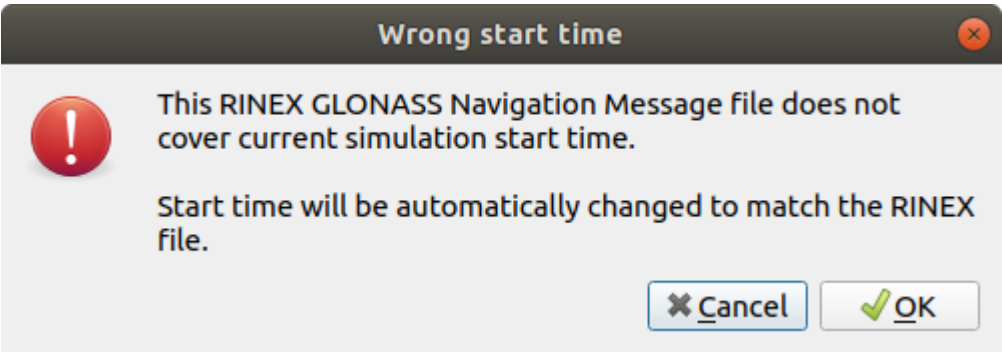 Wrong start time
This RINEX GLONASS Navigation Message file does not
cover current simulation start time.
Start time will be automatically changed to match the RINEX
file.
Cancel
OK